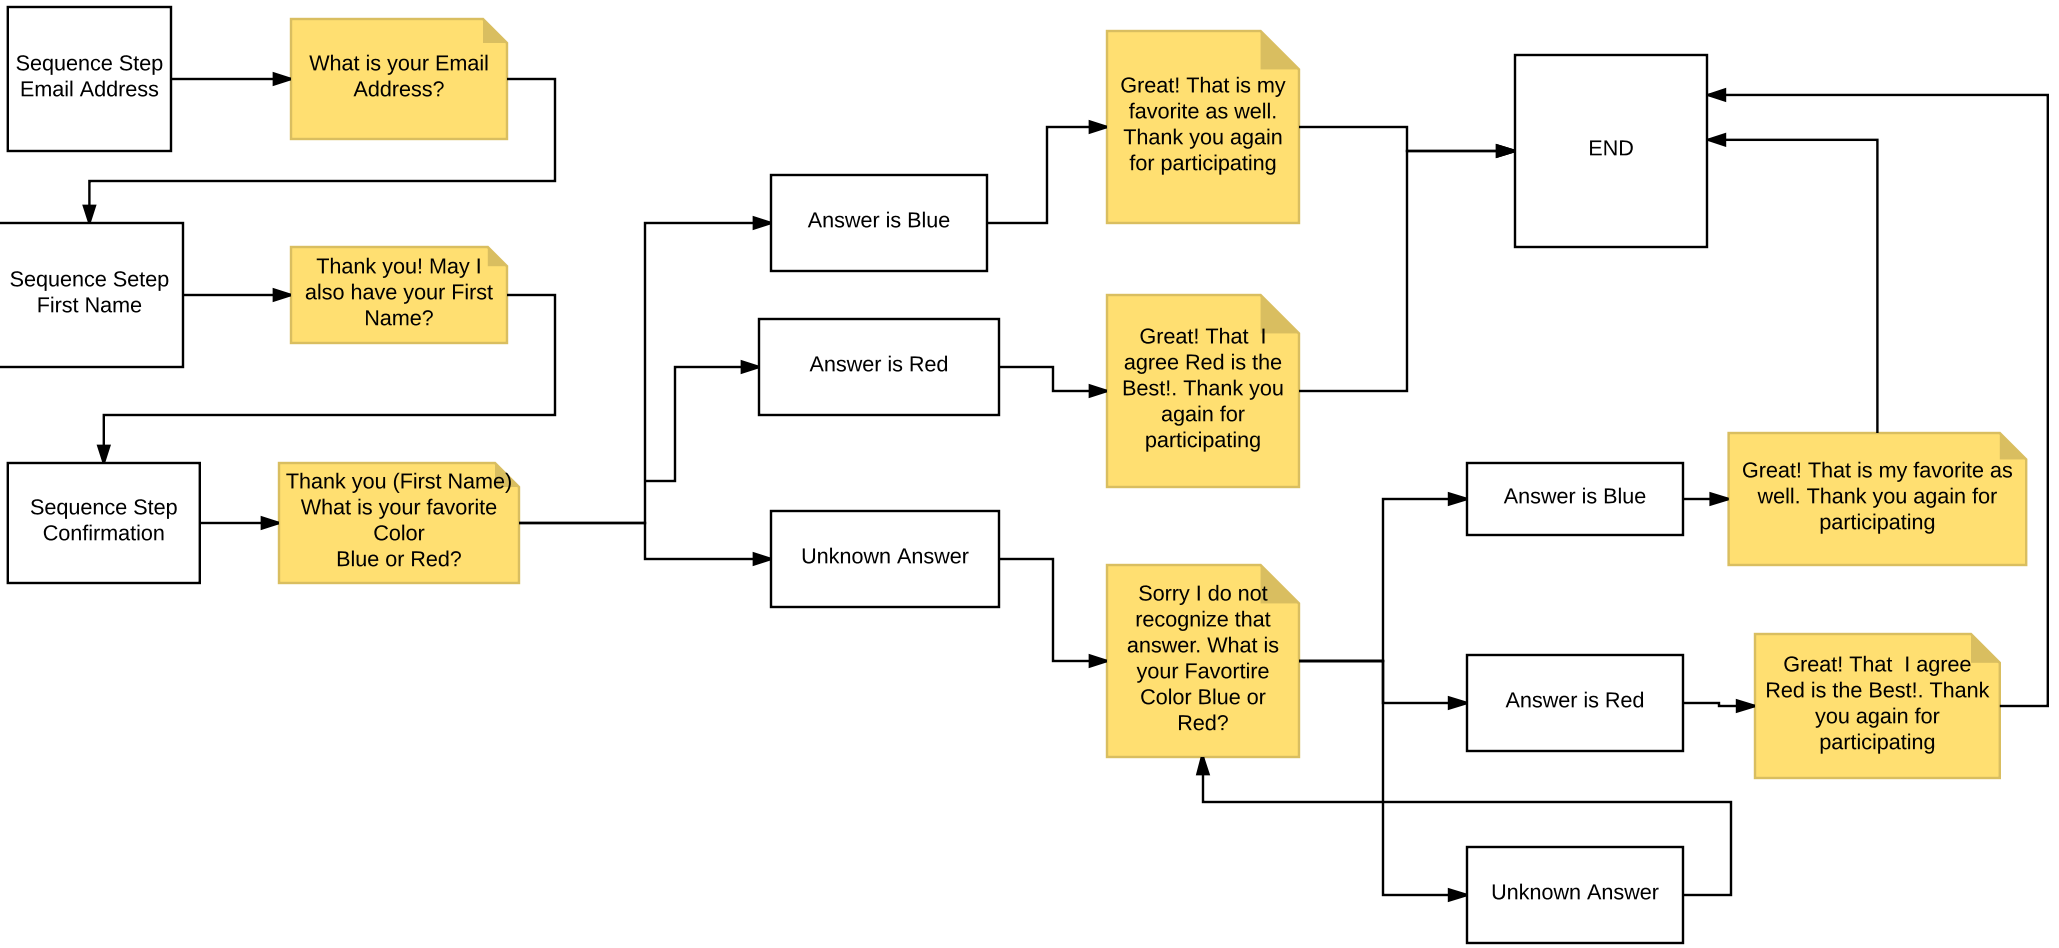 Sequence Step
Email Address
What is your Email
Address?
Sequence Setep
First Name
Thank you! May I
also have your First
Name?
Sequence Step
Confirmation
Thank you (First Name)
What is your favorite
Color
Blue or Red?
Answer is Blue
Great! That is my
favorite as well.
Thank you again
for participating
Answer is Red
Great! That  I
agree Red is the
Best!. Thank you
again for
participating
Unknown Answer
Sorry I do not
recognize that
answer. What is
your Favortire
Color Blue or
Red?
END
Answer is Blue
Great! That is my favorite as
well. Thank you again for
participating
Answer is Red
Great! That  I agree
Red is the Best!. Thank
you again for
participating
Unknown Answer